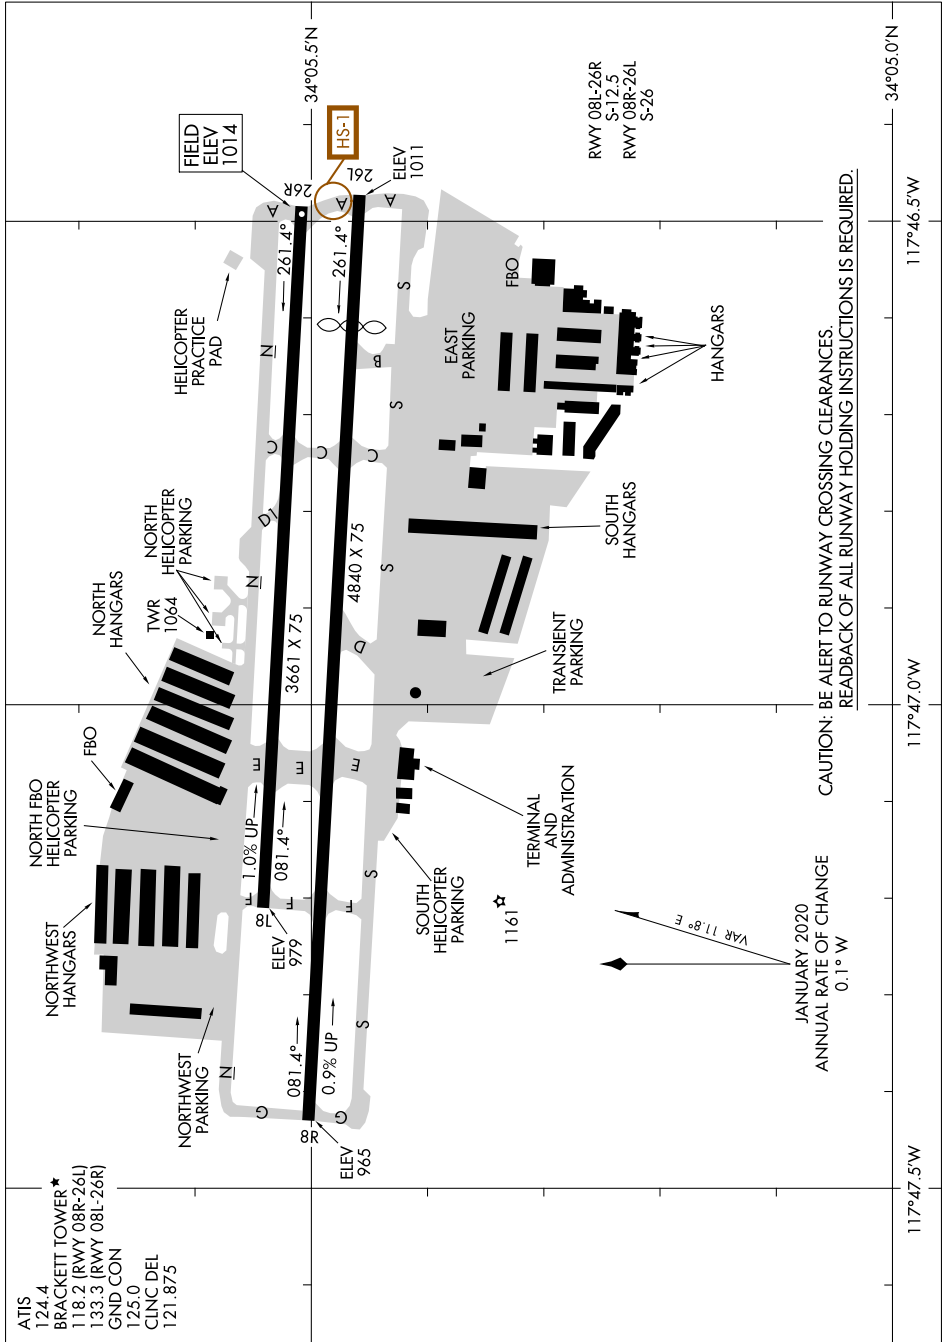 ATIS
124.4
BRACKETT TOWER★
118.2 (RWY 08R-26L)
133.3 (RWY 08L-26R)
GND CON
125.0
CLNC DEL
121.875
NORTHWEST
PARKING
NORTHWEST
HANGARS
NORTH FBO
HELICOPTER
PARKING
FBO
NORTH
HANGARS
TWR
1064
NORTH
HELICOPTER
PARKING
HELICOPTER
PRACTICE
PAD
FIELD
ELEV
1014
HS-1
34°05.5'N
34°05.0'N
N
N
N
G
G
8R
ELEV
965
081.4°
0.9% UP
8L
ELEV
979
F
F
F
1.0% UP
081.4°
E
E
E
3661 X 75
4840 X 75
D1
D
C
C
C
B
261.4°
261.4°
26R
26L
A
A
A
ELEV
1011
S
S
S
S
S
SOUTH
HELICOPTER
PARKING
1161
TERMINAL
AND
ADMINISTRATION
TRANSIENT
PARKING
SOUTH
HANGARS
EAST
PARKING
FBO
HANGARS
RWY 08L-26R
S-12.5
RWY 08R-26L
S-26
VAR 11.8° E
JANUARY 2020
ANNUAL RATE OF CHANGE
0.1° W
CAUTION: BE ALERT TO RUNWAY CROSSING CLEARANCES.
READBACK OF ALL RUNWAY HOLDING INSTRUCTIONS IS REQUIRED.
117°47.5'W
117°47.0'W
117°46.5'W